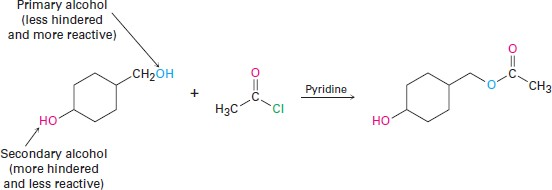 Primary alcohol
(less hindered
and more reactive)
CH₂OH
HO
Secondary alcohol
(more hindered
and less reactive)
+
O
C
H₃C
Cl
Pyridine
O
C
O
CH₃
HO